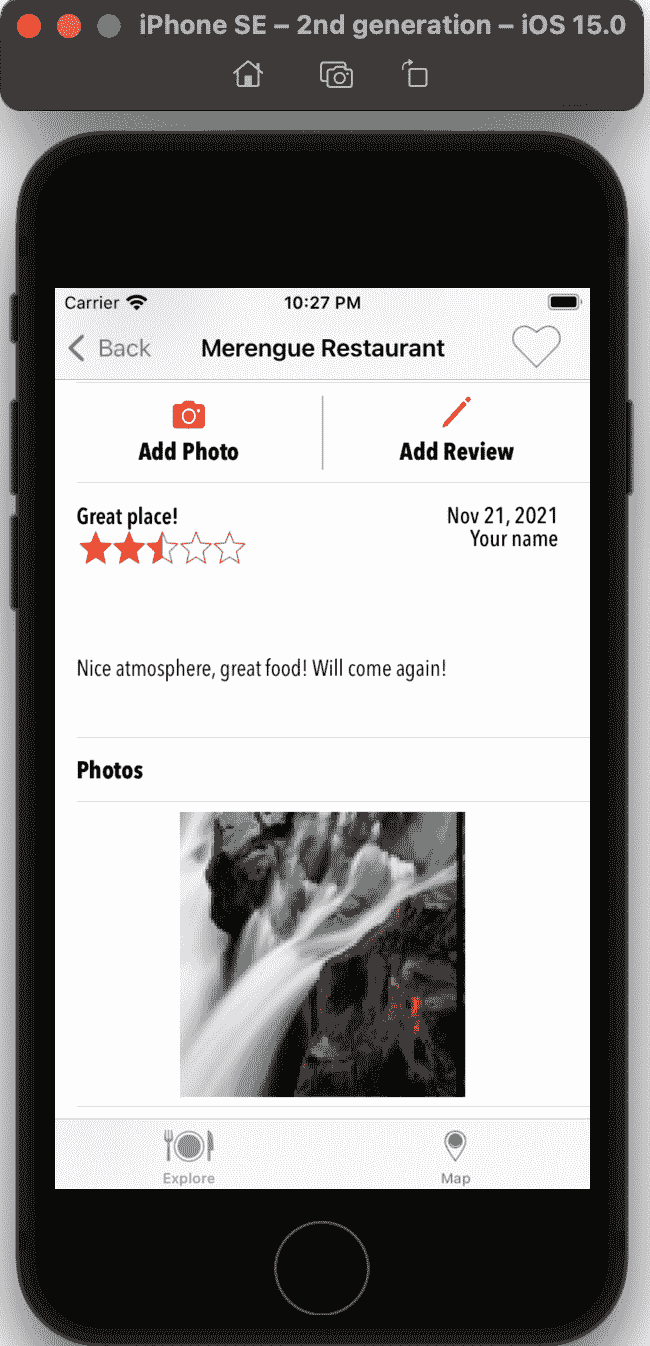 iPhone SE – 2nd generation – iOS 15.0
Carrier 10:27 PM
Back Merengue Restaurant
Add Photo Add Review
Great place! Nov 21, 2021
Your name
Nice atmosphere, great food! Will come again!
Photos
Explore Map